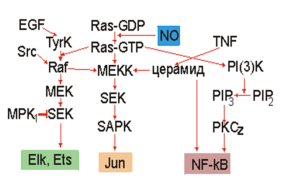 EGF Ras-GDP
NO
TyrK Ras-GTP TNF
Src
Raf MEKK церамид PI(3)K
MEK SEK PIP3 PIP2
MPK1 SEK SAPK PKCz
Elk, Ets Jun NF-kB